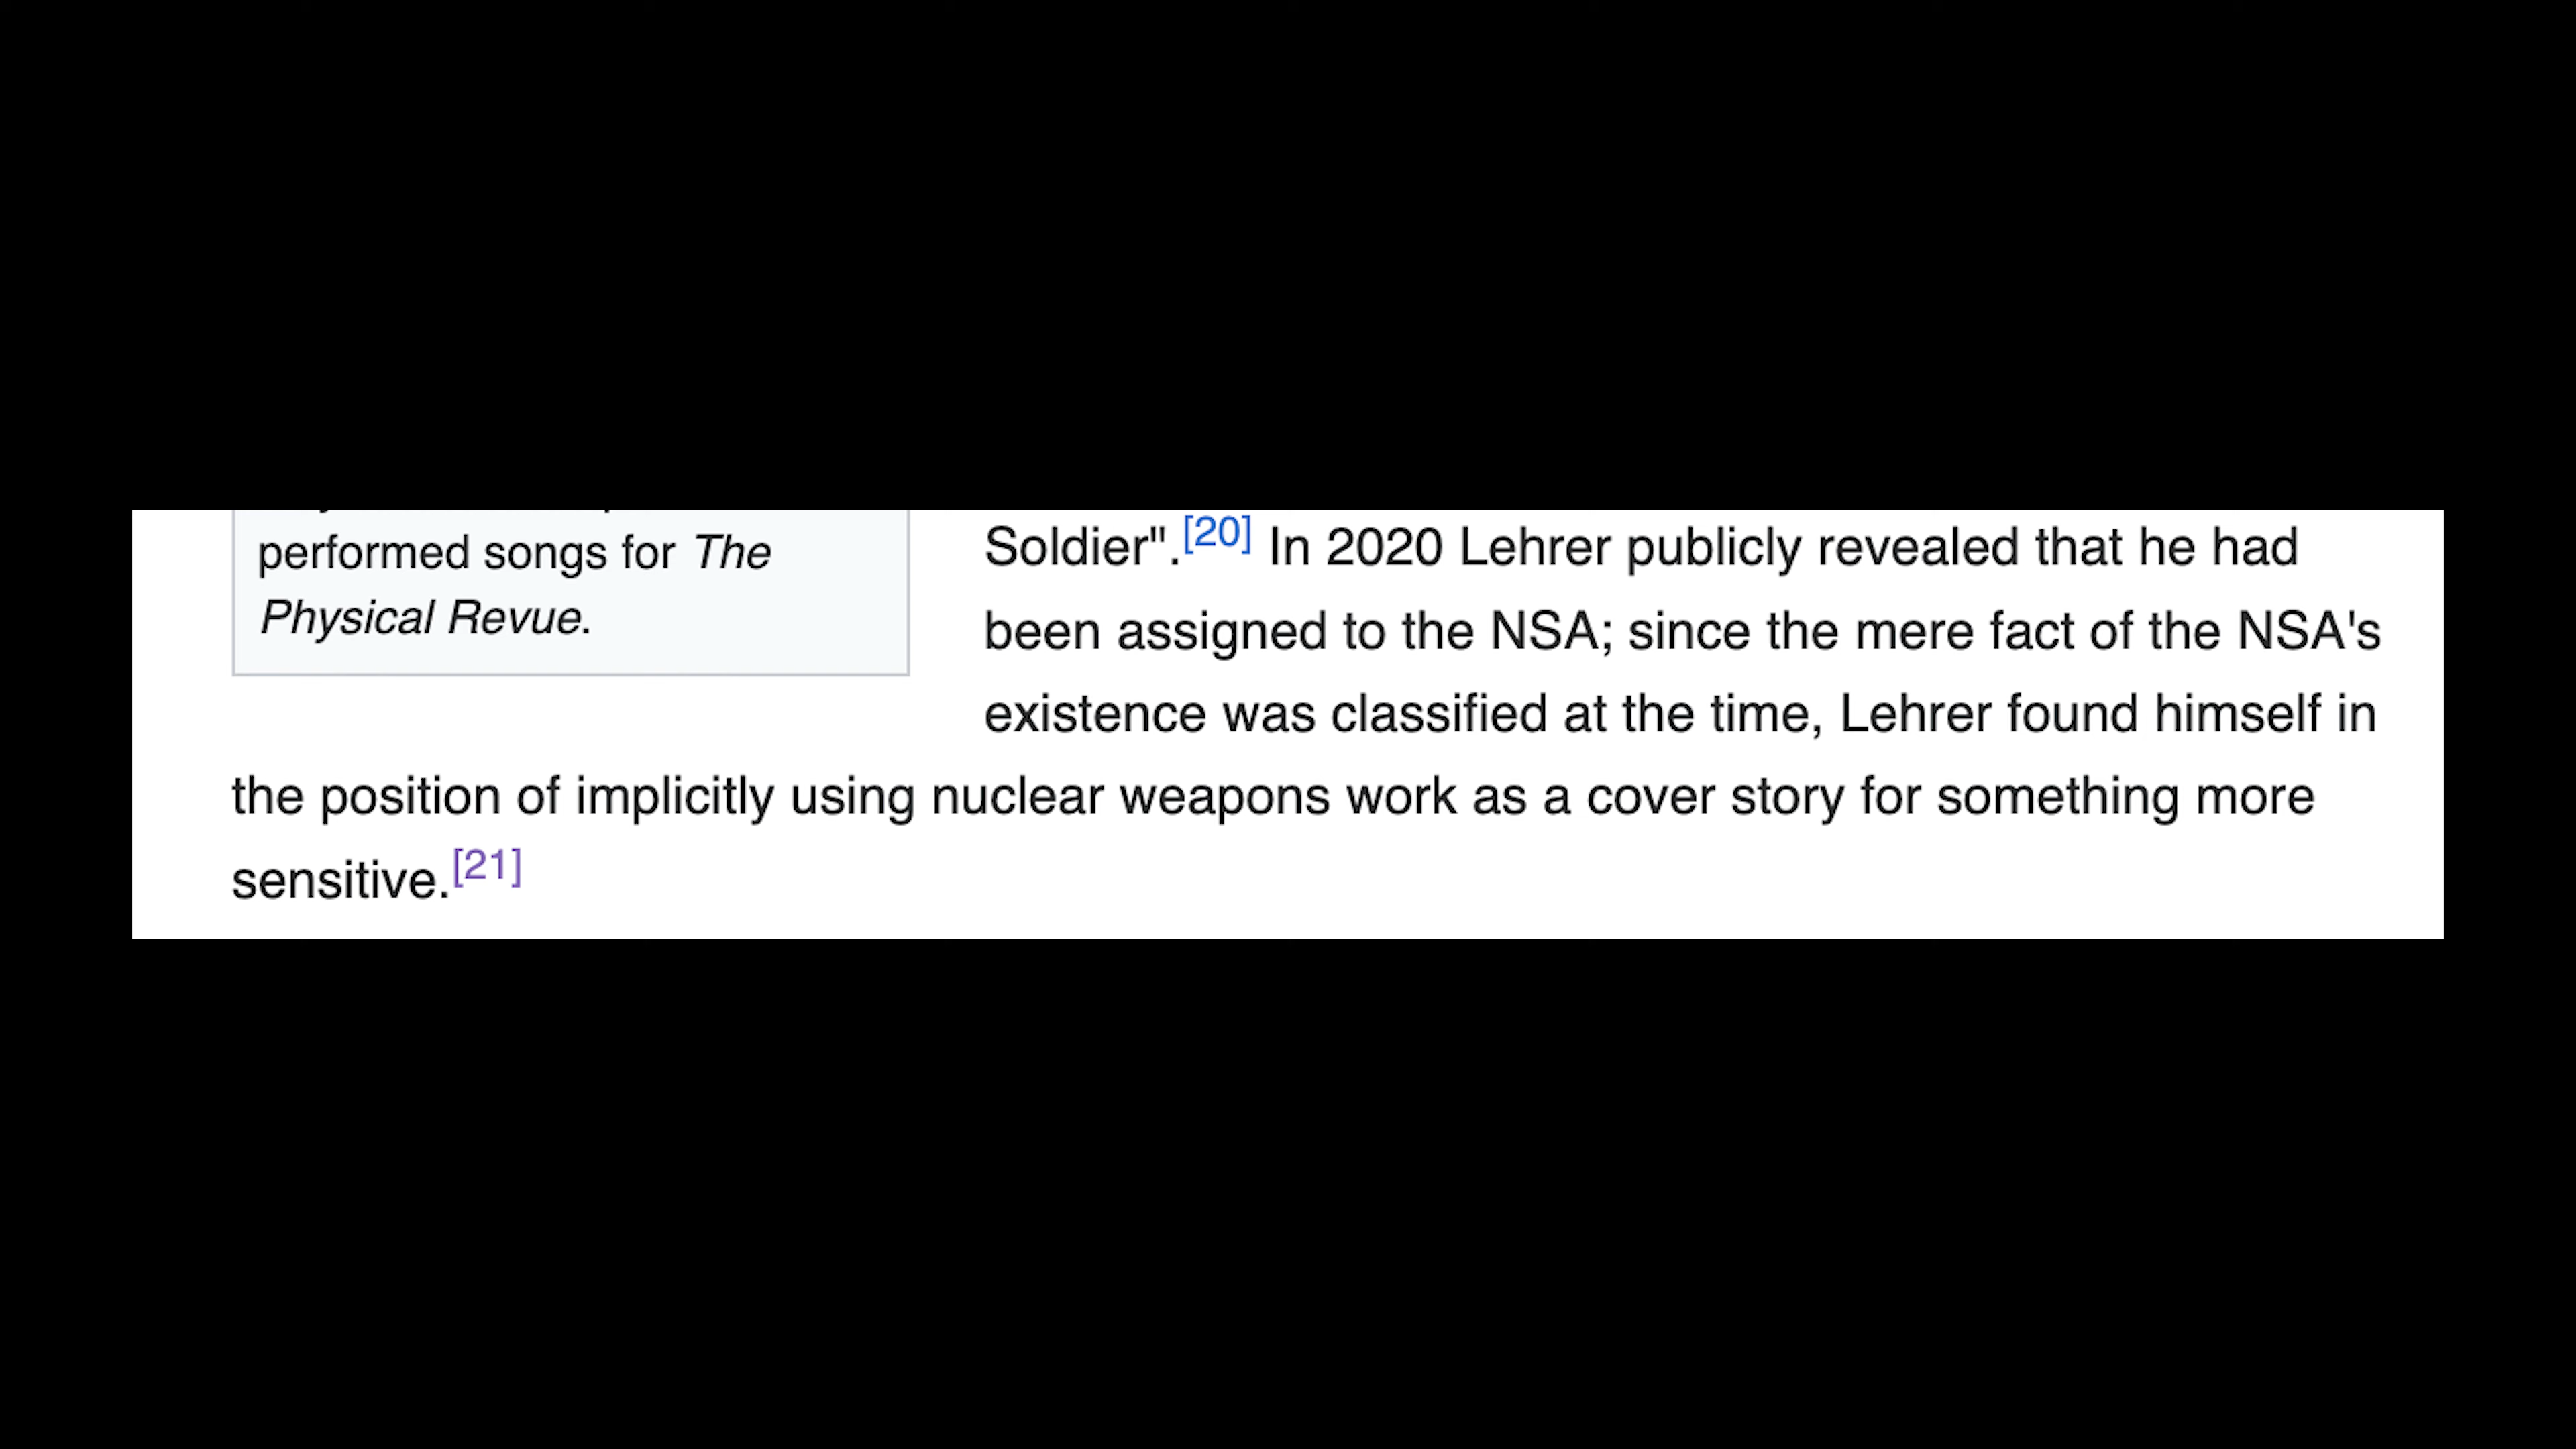 performed songs for The
Physical Revue.
Soldier".[20] In 2020 Lehrer publicly revealed that he had
been assigned to the NSA; since the mere fact of the NSA's
existence was classified at the time, Lehrer found himself in
the position of implicitly using nuclear weapons work as a cover story for something more
sensitive.[21]